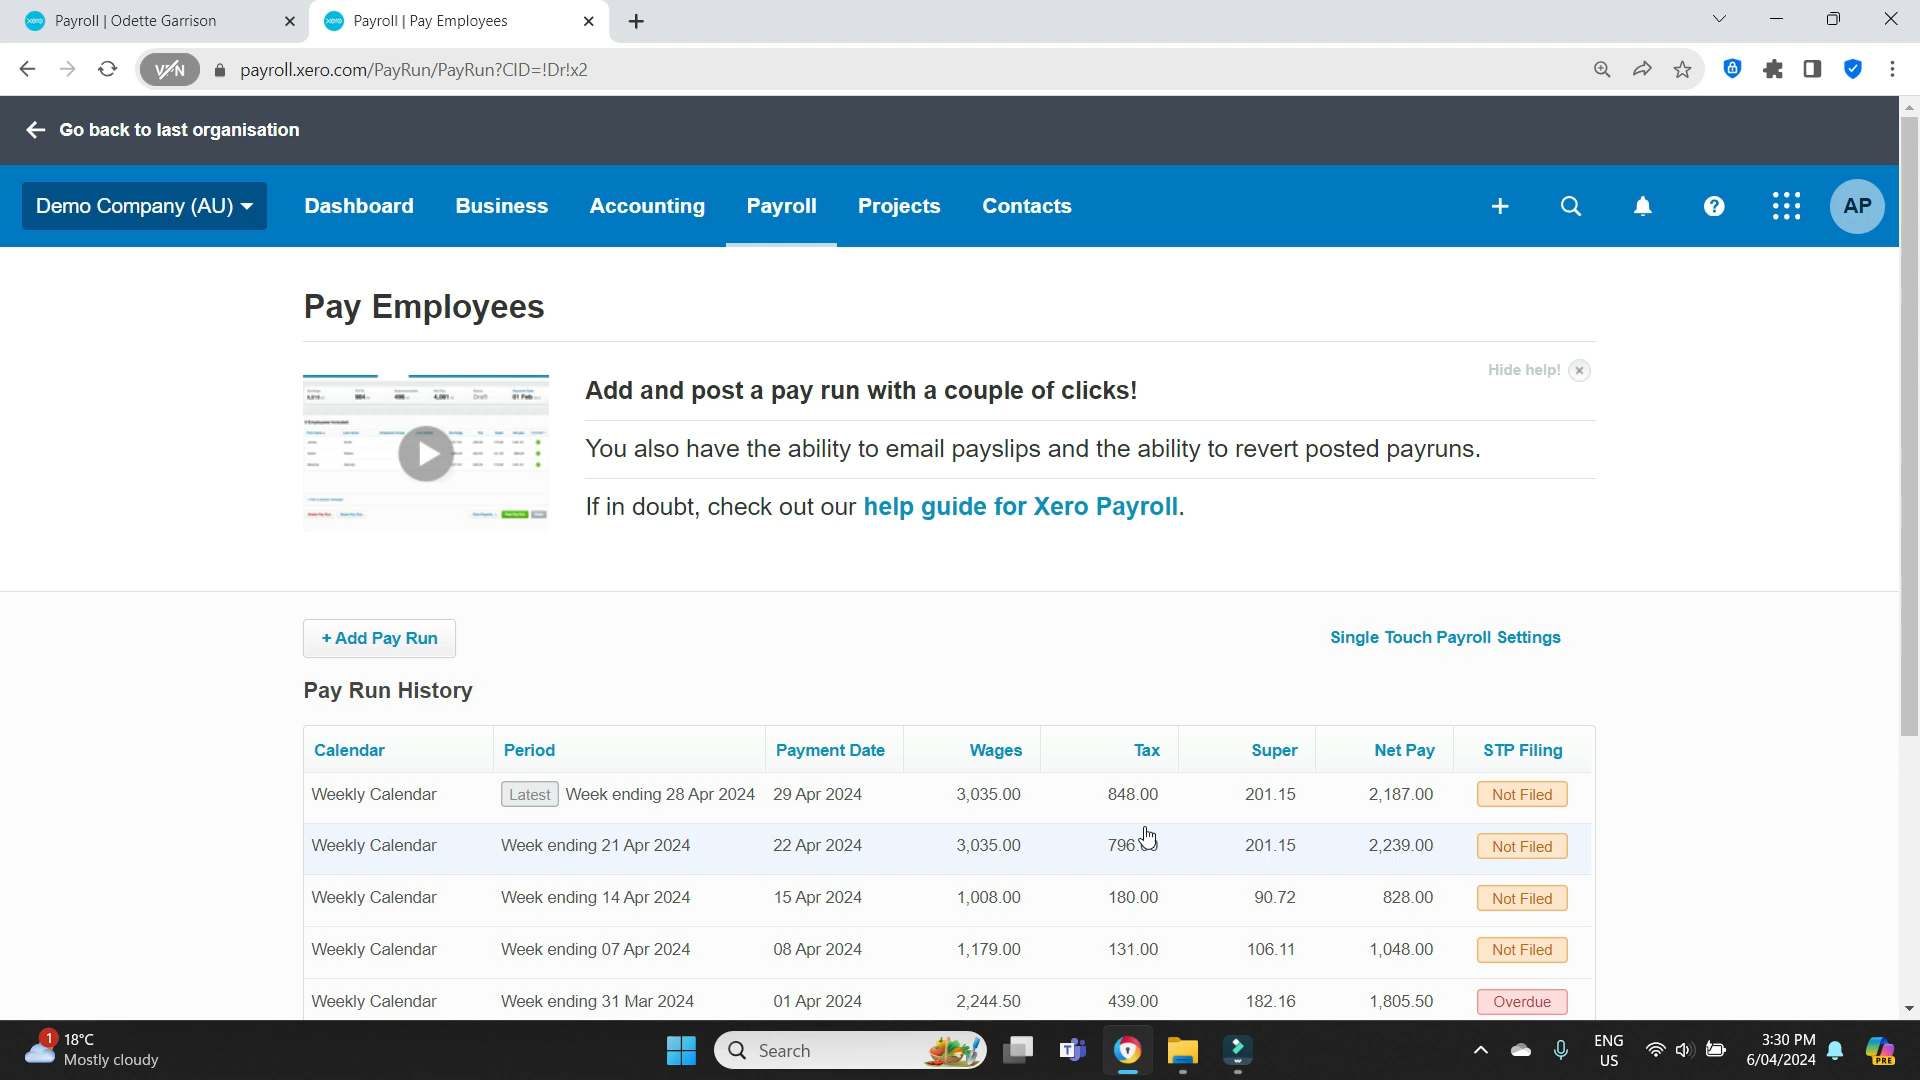 Payroll | Odette Garrison
Payroll | Pay Employees
VPN
payroll.xero.com/PayRun/PayRun?CID=!Dr!x2
Go back to last organisation
Demo Company (AU)
Dashboard
Business
Accounting
Payroll
Projects
Contacts
AP
Pay Employees
Hide help!
Add and post a pay run with a couple of clicks!
You also have the ability to email payslips and the ability to revert posted payruns.
If in doubt, check out our help guide for Xero Payroll.
+ Add Pay Run
Single Touch Payroll Settings
Pay Run History
Calendar Period Payment Date Wages Tax Super Net Pay STP Filing
Weekly Calendar Latest Week ending 28 Apr 2024 29 Apr 2024 3,035.00 848.00 201.15 2,187.00 Not Filed
Weekly Calendar Week ending 21 Apr 2024 22 Apr 2024 3,035.00 796.00 201.15 2,239.00 Not Filed
Weekly Calendar Week ending 14 Apr 2024 15 Apr 2024 1,008.00 180.00 90.72 828.00 Not Filed
Weekly Calendar Week ending 07 Apr 2024 08 Apr 2024 1,179.00 131.00 106.11 1,048.00 Not Filed
Weekly Calendar Week ending 31 Mar 2024 01 Apr 2024 2,244.50 439.00 182.16 1,805.50 Overdue
1
18°C
Mostly cloudy
Search
ENG
US
3:30 PM
6/04/2024
PRE